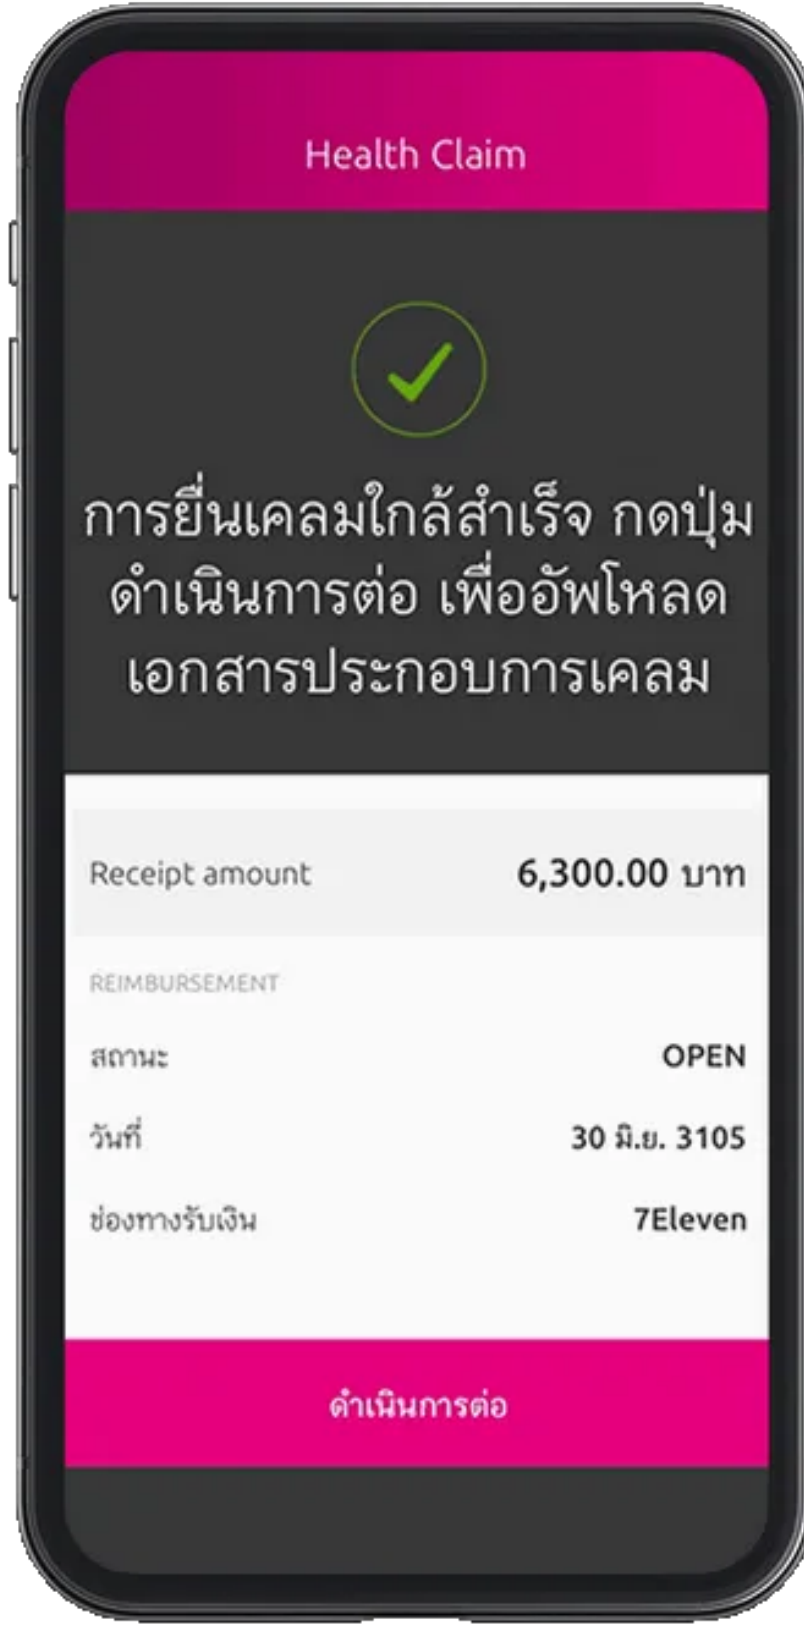 Health Claim
การยื่นเคลมใกล้สำเร็จ กดปุ่ม
ดำเนินการต่อ เพื่ออัพโหลด
เอกสารประกอบการเคลม
Receipt amount 6,300.00 บาท
REIMBURSEMENT
สถานะ OPEN
วันที่ 30 มิ.ย. 3105
ช่องทางรับเงิน 7Eleven
ดำเนินการต่อ